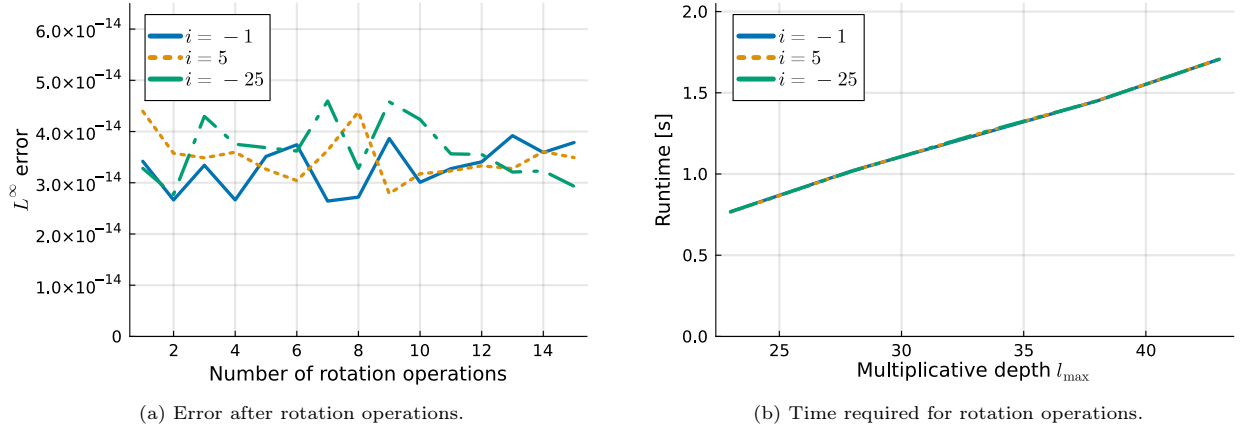 6.0×10⁻¹⁴
5.0×10⁻¹⁴
4.0×10⁻¹⁴
3.0×10⁻¹⁴
2.0×10⁻¹⁴
1.0×10⁻¹⁴
0
L^∞ error
i = −1
i = 5
i = −25
2 4 6 8 10 12 14
Number of rotation operations
(a) Error after rotation operations.
2.0
1.5
1.0
0.5
0.0
Runtime [s]
i = −1
i = 5
i = −25
25 30 35 40
Multiplicative depth l_max
(b) Time required for rotation operations.